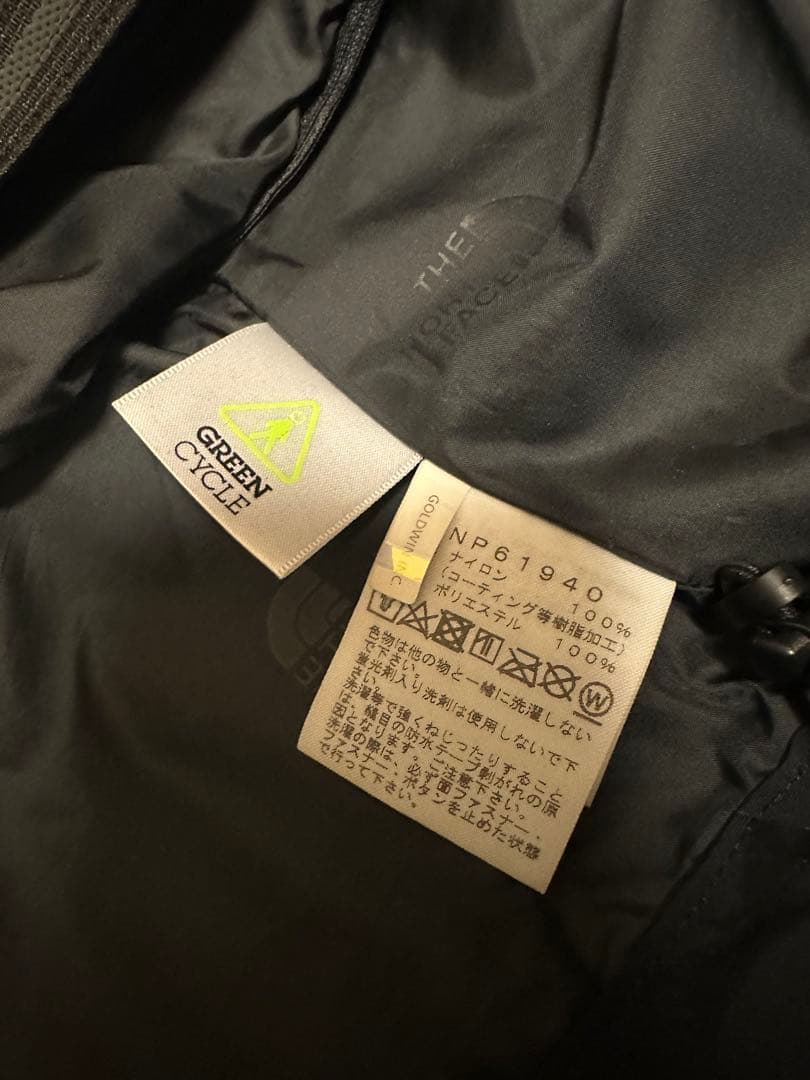 THE
NORTH
FACE
GREEN
CYCLE
GOLDWIN INC
NP61940
ナイロン 100%
(コーティング等樹脂加工)
ポリエステル 100%
W
色物は他の物と一緒に洗濯しない
で下さい。
蛍光剤入り洗剤は使用しないで下
さい。
洗濯等で強くねじったりすること
は、縫目の防水テープ剥がれの原
因となります。ご注意下さい。
洗濯の際は、必ず面ファスナー、
ファスナー、ボタンを止めた状態
で行って下さい。